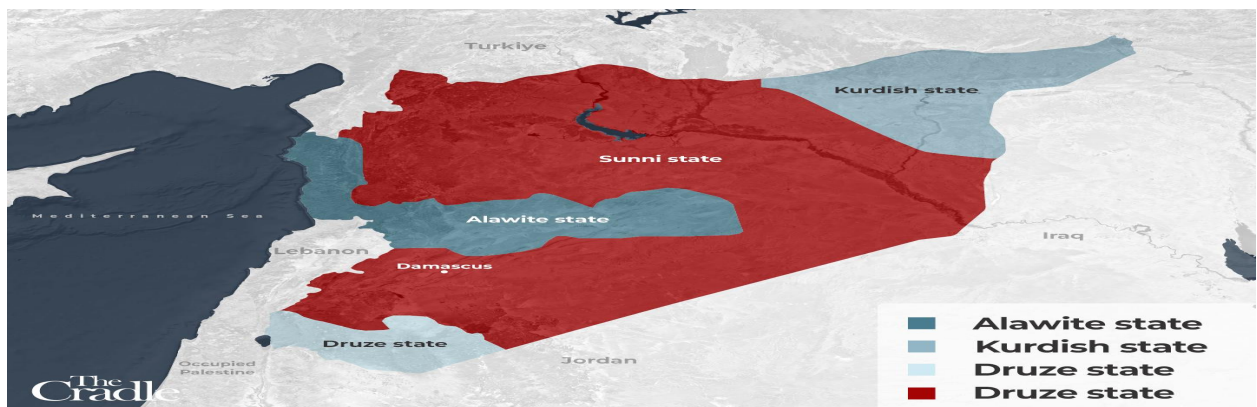 Turkiye
Kurdish state
Sunni state
Mediterranean Sea
Alawite state
Lebanon
Iraq
Damascus
Druze state
Occupied
Palestine
Jordan
The
Cradle
Alawite state
Kurdish state
Druze state
Druze state